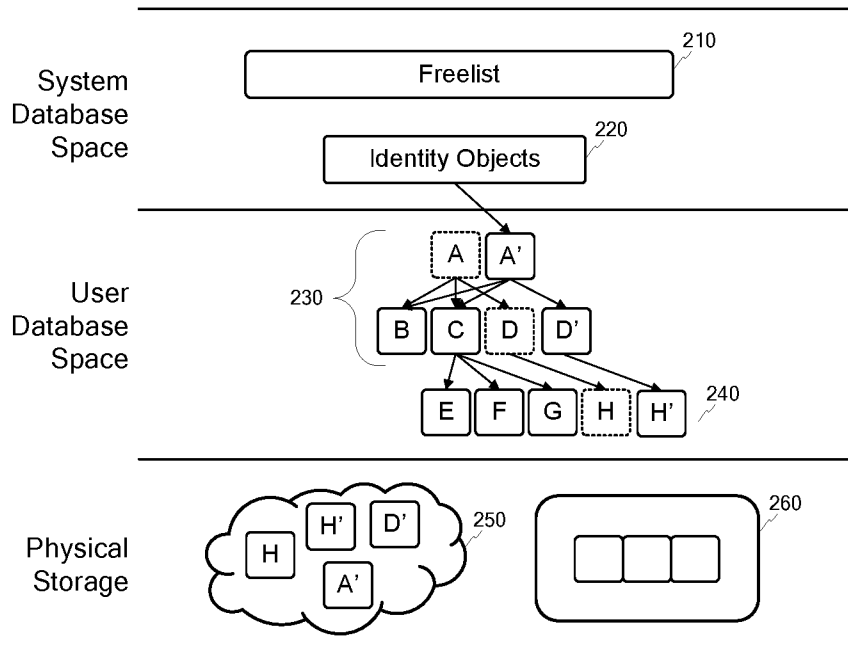 System
Database
Space
210
Freelist
220
Identity Objects
User
Database
Space
230
A A'
B C D D'
E F G H H'
240
Physical
Storage
H H' D'
A'
250
260